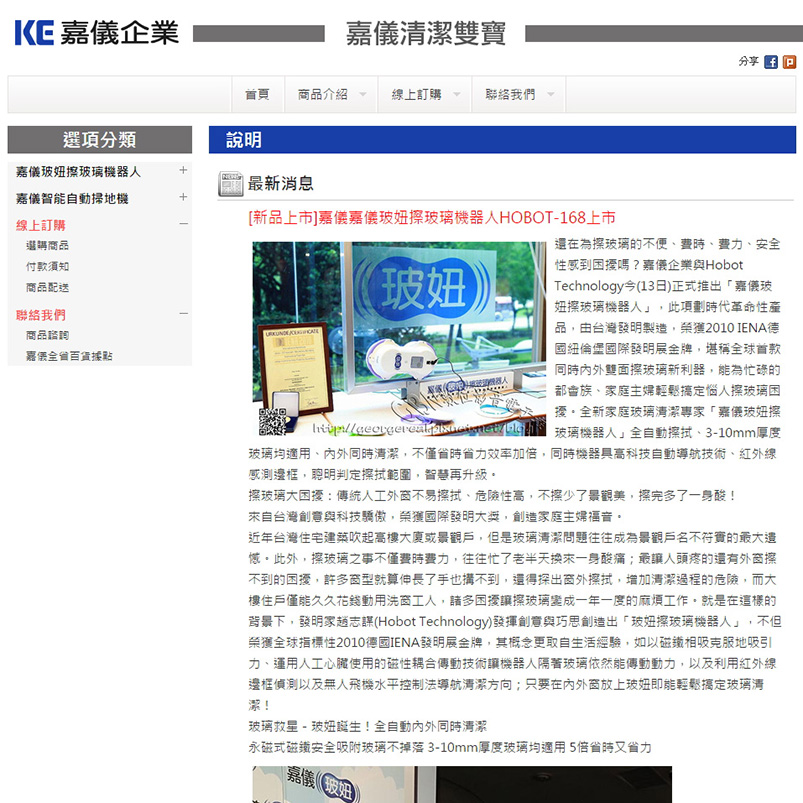 KE 嘉儀企業
嘉儀清潔雙寶
分享
首頁 商品介紹 線上訂購 聯絡我們
選項分類
嘉儀玻妞擦玻璃機器人 +
嘉儀智能自動掃地機 +
線上訂購 —
選購商品
付款須知
商品配送
聯絡我們 —
商品諮詢
嘉儀全省百貨據點
說明
最新消息
[新品上市]嘉儀嘉儀玻妞擦玻璃機器人HOBOT-168上市
玻妞
URKUNDE/CERTIFICATE
http://georgereal.pixnet.net/blog
還在為擦玻璃的不便、費時、費力、安全
性感到困擾嗎？嘉儀企業與Hobot
Technology今(13日)正式推出「嘉儀玻
妞擦玻璃機器人」，此項劃時代革命性產
品，由台灣發明製造，榮獲2010 IENA德
國紐倫堡國際發明展金牌，堪稱全球首款
同時內外雙面擦玻璃新利器，能為忙碌的
都會族、家庭主婦輕鬆搞定惱人擦玻璃困
擾。全新家庭玻璃清潔專家「嘉儀玻妞擦
玻璃機器人」全自動擦拭、3-10mm厚度
玻璃均適用、內外同時清潔，不僅省時省力效率加倍，同時機器具高科技自動導航技術、紅外線
感測邊框，聰明判定擦拭範圍，智慧再升級。
擦玻璃大困擾：傳統人工外窗不易擦拭、危險性高，不擦少了景觀美，擦完多了一身酸！
來自台灣創意與科技驕傲，榮獲國際發明大獎，創造家庭主婦福音。
近年台灣住宅建築吹起高樓大廈或景觀戶，但是玻璃清潔問題往往成為景觀戶名不符實的最大遺
憾。此外，擦玻璃之事不僅費時費力，往往忙了老半天換來一身酸痛；最讓人頭疼的還有外窗擦
不到的困擾，許多窗型就算伸長了手也搆不到，還得探出窗外擦拭，增加清潔過程的危險，而大
樓住戶僅能久久花錢動用洗窗工人，諸多困擾讓擦玻璃變成一年一度的麻煩工作。就是在這樣的
背景下，發明家趙志謀(Hobot Technology)發揮創意與巧思創造出「玻妞擦玻璃機器人」，不但
榮獲全球指標性2010德國IENA發明展金牌，其概念更取自生活經驗，如以磁鐵相吸克服地吸引
力、運用人工心臟使用的磁性耦合傳動技術讓機器人隔著玻璃依然能傳動動力，以及利用紅外線
邊框偵測以及無人飛機水平控制法導航清潔方向；只要在內外窗放上玻妞即能輕鬆搞定玻璃清
潔！
玻璃救星－玻妞誕生！全自動內外同時清潔
永磁式磁鐵安全吸附玻璃不掉落 3-10mm厚度玻璃均適用 5倍省時又省力
嘉儀 玻妞